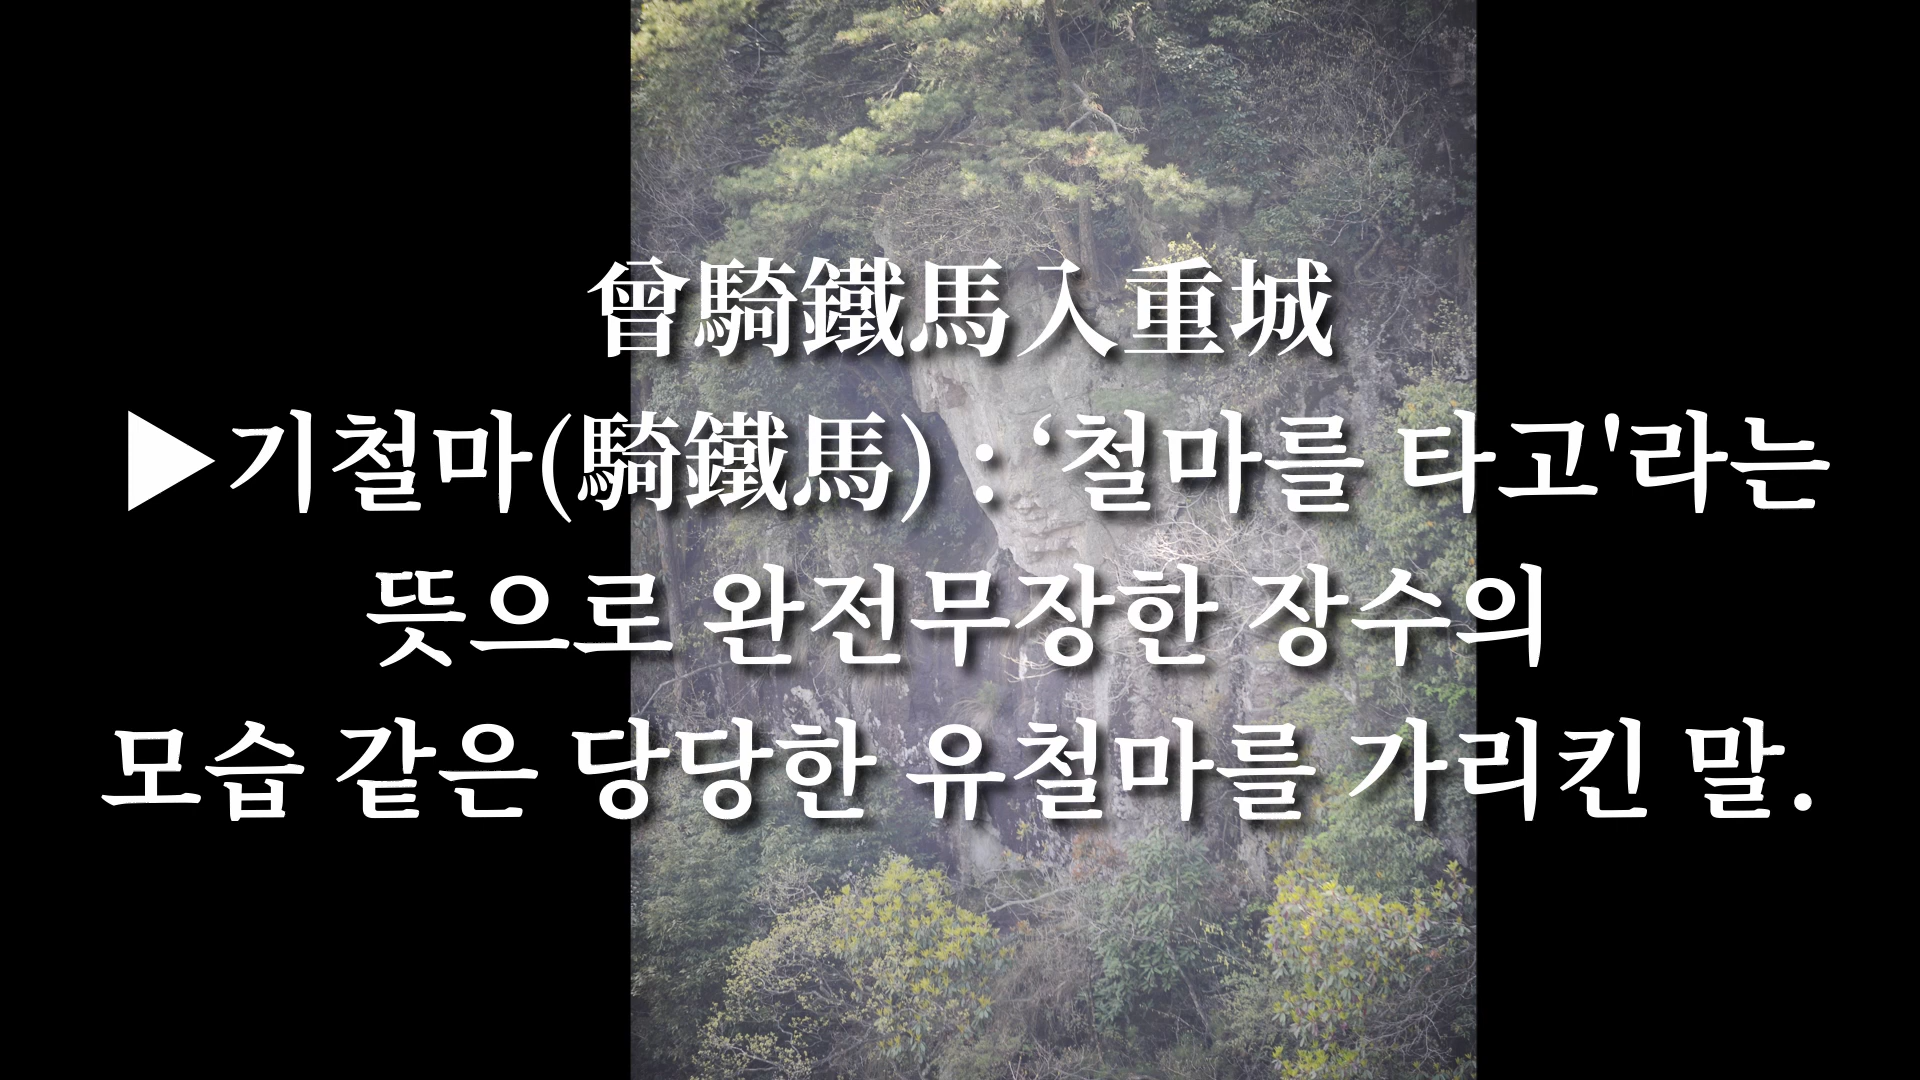 曾騎鐵馬入重城
▶기철마(騎鐵馬) : ‘철마를 타고'라는
뜻으로 완전무장한 장수의
모습 같은 당당한 유철마를 가리킨 말.